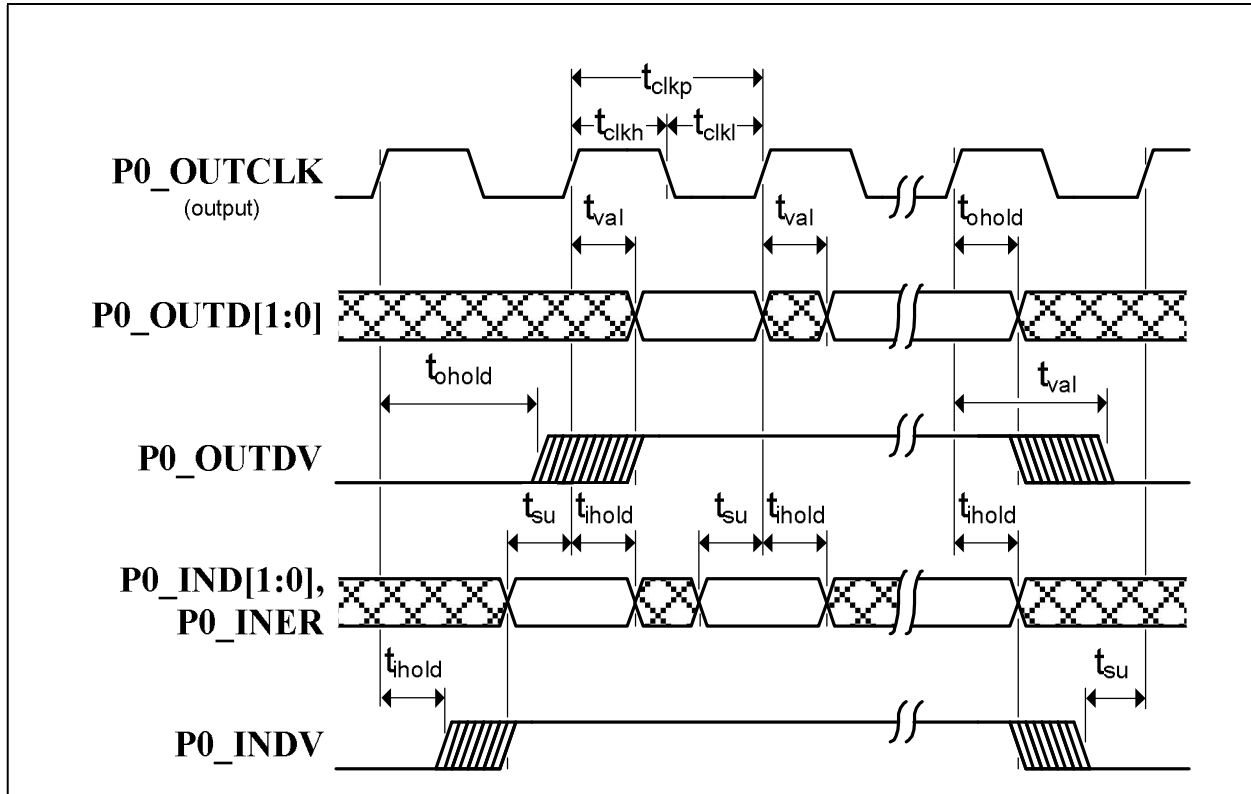 tclkp
tclkh tclkl
P0_OUTCLK
(output)
tval tval tohold
P0_OUTD[1:0]
tohold tval
P0_OUTDV
tsu tihold tsu tihold tihold
P0_IND[1:0],
P0_INER
tihold tsu
P0_INDV